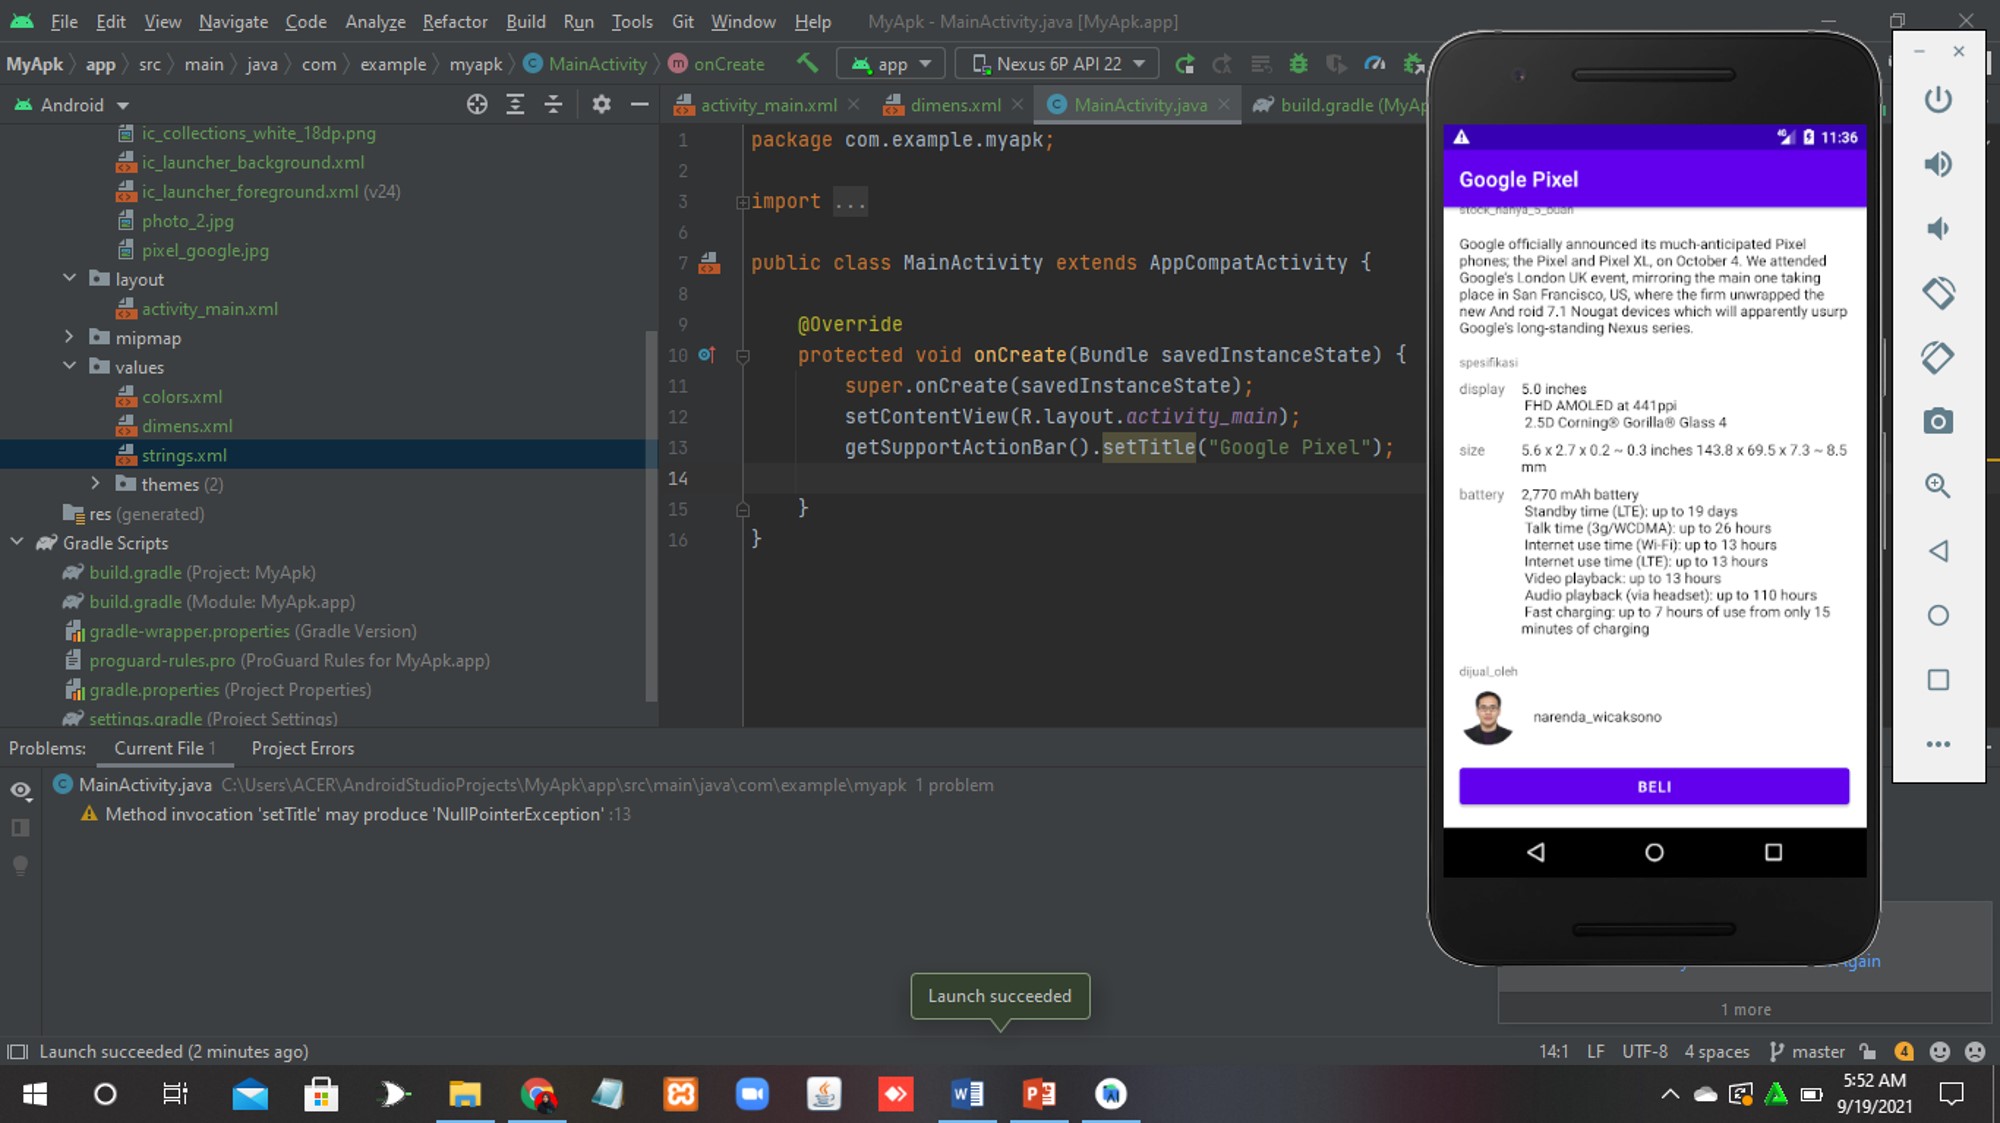 File Edit View Navigate Code Analyze Refactor Build Run Tools Git Window Help MyApk - MainActivity.java [MyApk.app]
MyApk app src main java com example myapk MainActivity onCreate app Nexus 6P API 22
Android
activity_main.xml dimens.xml MainActivity.java build.gradle (MyAp
ic_collections_white_18dp.png
ic_launcher_background.xml
ic_launcher_foreground.xml (v24)
photo_2.jpg
pixel_google.jpg
layout
activity_main.xml
mipmap
values
colors.xml
dimens.xml
strings.xml
themes (2)
res (generated)
Gradle Scripts
build.gradle (Project: MyApk)
build.gradle (Module: MyApk.app)
gradle-wrapper.properties (Gradle Version)
proguard-rules.pro (ProGuard Rules for MyApk.app)
gradle.properties (Project Properties)
settings.gradle (Project Settings)
1 package com.example.myapk;
2
3 import ...
6
7 public class MainActivity extends AppCompatActivity {
8
9 @Override
10 protected void onCreate(Bundle savedInstanceState) {
11 super.onCreate(savedInstanceState);
12 setContentView(R.layout.activity_main);
13 getSupportActionBar().setTitle("Google Pixel");
14
15 }
16 }
4G 11:36
Google Pixel
stock_hanya_5_buah
Google officially announced its much-anticipated Pixel
phones; the Pixel and Pixel XL, on October 4. We attended
Google's London UK event, mirroring the main one taking
place in San Francisco, US, where the firm unwrapped the
new And roid 7.1 Nougat devices which will apparently usurp
Google's long-standing Nexus series.
spesifikasi
display 5.0 inches
FHD AMOLED at 441ppi
2.5D Corning® Gorilla® Glass 4
size 5.6 x 2.7 x 0.2 ~ 0.3 inches 143.8 x 69.5 x 7.3 ~ 8.5
mm
battery 2,770 mAh battery
Standby time (LTE): up to 19 days
Talk time (3g/WCDMA): up to 26 hours
Internet use time (Wi-Fi): up to 13 hours
Internet use time (LTE): up to 13 hours
Video playback: up to 13 hours
Audio playback (via headset): up to 110 hours
Fast charging: up to 7 hours of use from only 15
minutes of charging
dijual_oleh
narenda_wicaksono
BELI
Problems: Current File 1 Project Errors
MainActivity.java C:\Users\ACER\AndroidStudioProjects\MyApk\app\src\main\java\com\example\myapk 1 problem
Method invocation 'setTitle' may produce 'NullPointerException' :13
Launch succeeded
1 more
Launch succeeded (2 minutes ago)
14:1 LF UTF-8 4 spaces master 4
5:52 AM
9/19/2021